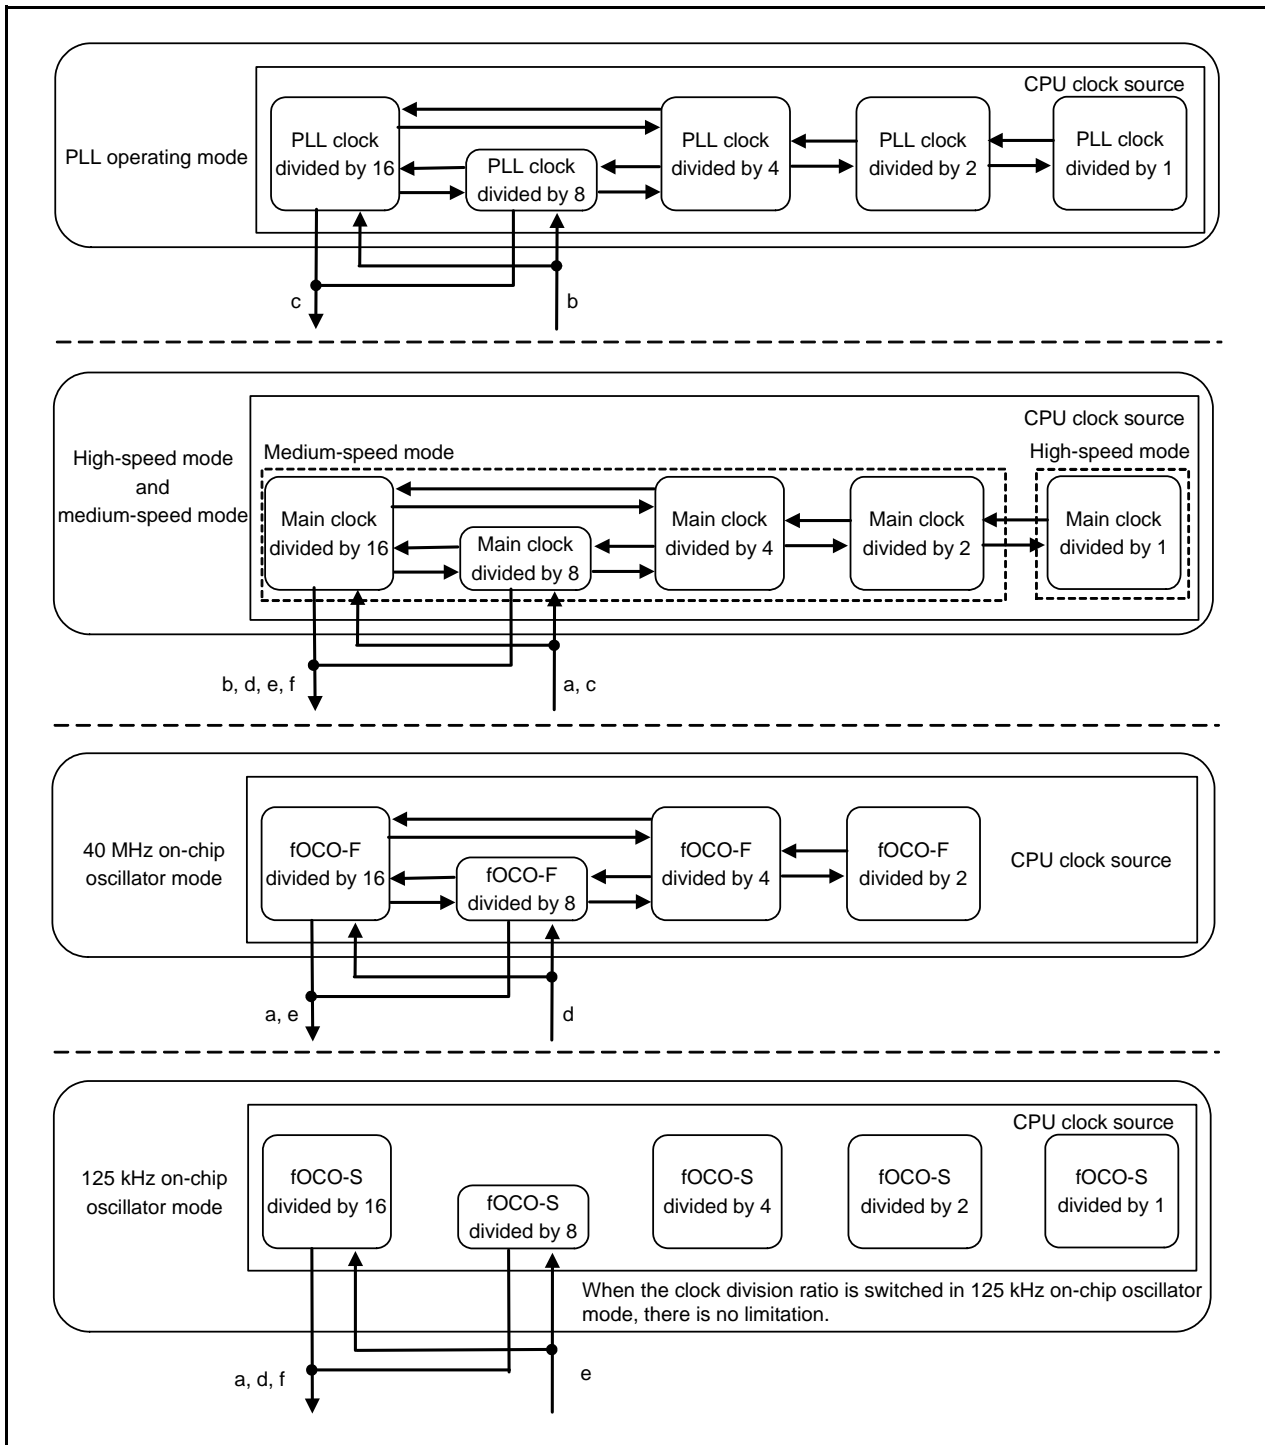 CPU clock source
PLL operating mode
PLL clock
divided by 16
PLL clock
divided by 8
PLL clock
divided by 4
PLL clock
divided by 2
PLL clock
divided by 1
c
b
CPU clock source
High-speed mode
and
medium-speed mode
Medium-speed mode
High-speed mode
Main clock
divided by 16
Main clock
divided by 8
Main clock
divided by 4
Main clock
divided by 2
Main clock
divided by 1
b, d, e, f
a, c
40 MHz on-chip
oscillator mode
fOCO-F
divided by 16
fOCO-F
divided by 8
fOCO-F
divided by 4
fOCO-F
divided by 2
CPU clock source
a, e
d
CPU clock source
125 kHz on-chip
oscillator mode
fOCO-S
divided by 16
fOCO-S
divided by 8
fOCO-S
divided by 4
fOCO-S
divided by 2
fOCO-S
divided by 1
When the clock division ratio is switched in 125 kHz on-chip oscillator
mode, there is no limitation.
a, d, f
e